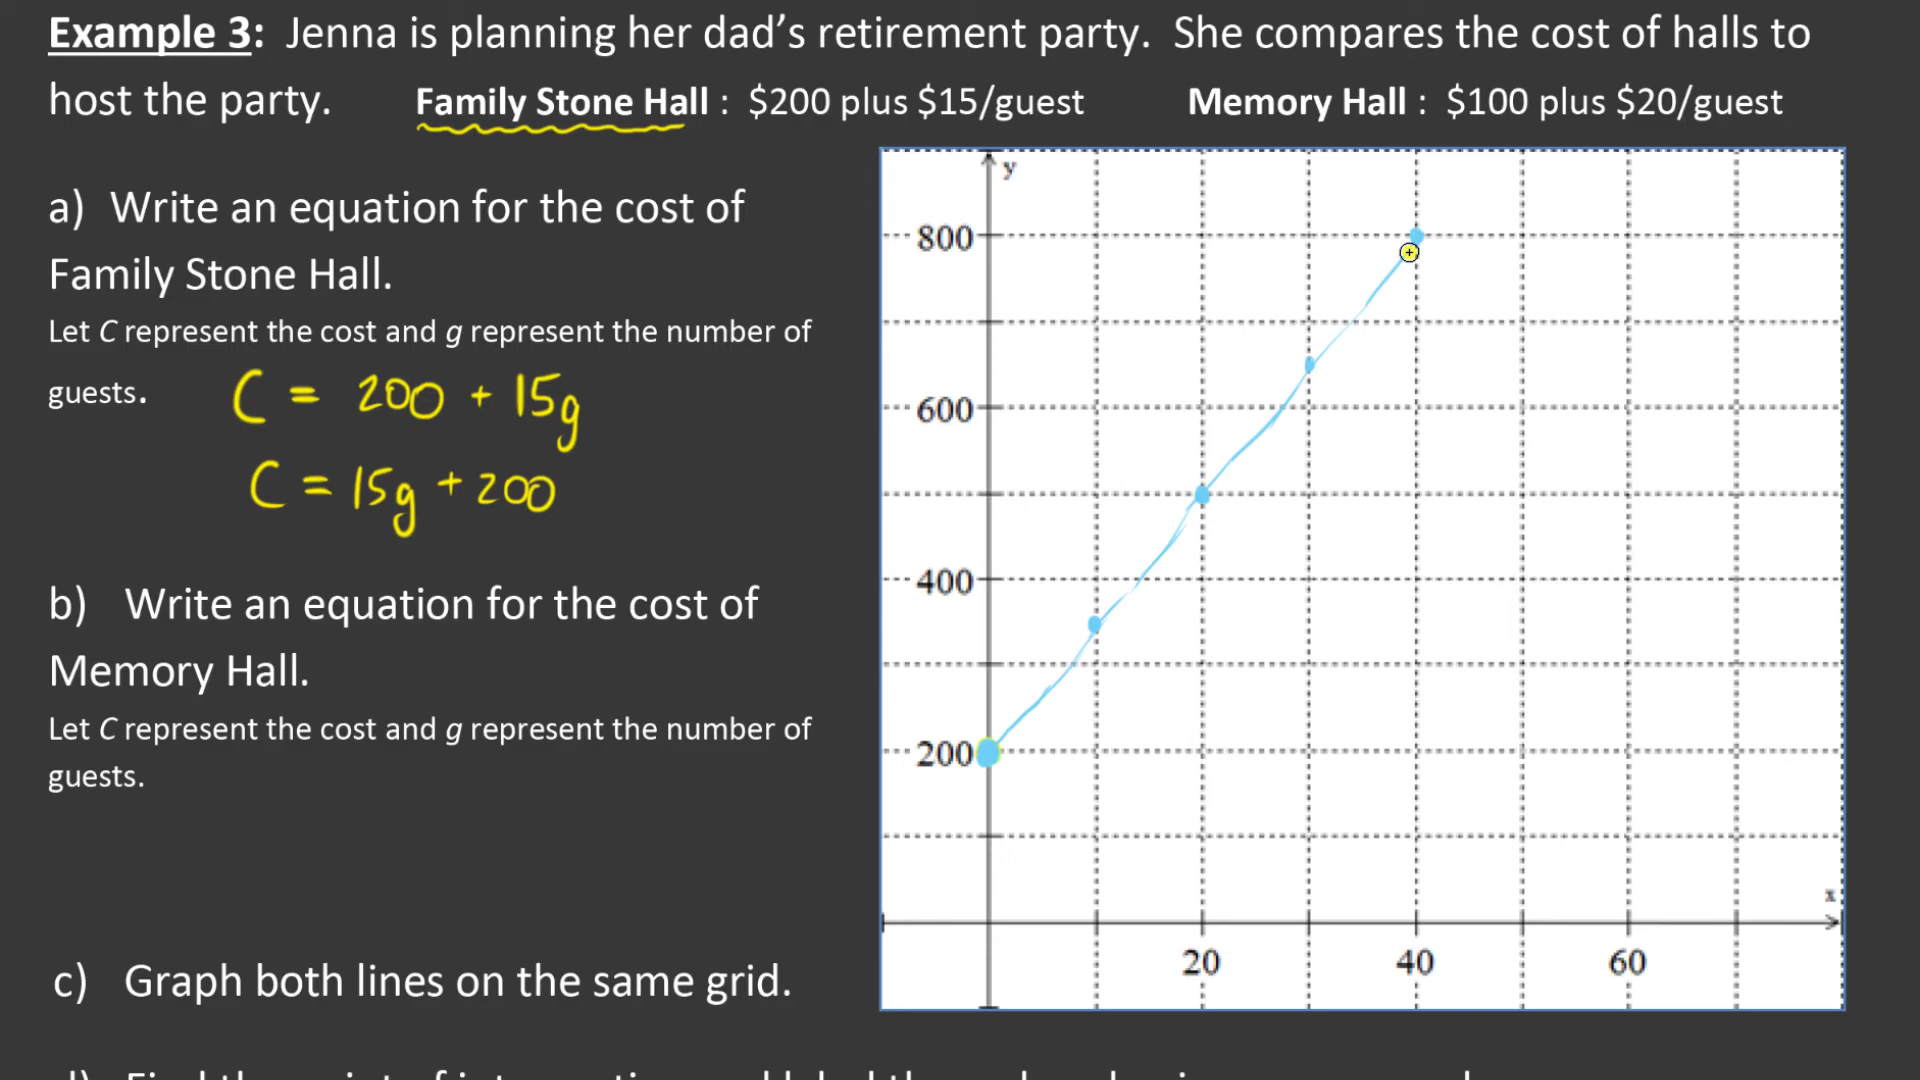 Example 3: Jenna is planning her dad’s retirement party. She compares the cost of halls to
host the party. Family Stone Hall : $200 plus $15/guest Memory Hall : $100 plus $20/guest
a) Write an equation for the cost of
Family Stone Hall.
Let C represent the cost and g represent the number of
guests.
C = 200 + 15g
C = 15g + 200
b) Write an equation for the cost of
Memory Hall.
Let C represent the cost and g represent the number of
guests.
c) Graph both lines on the same grid.
y
800
600
400
200
x
20 40 60